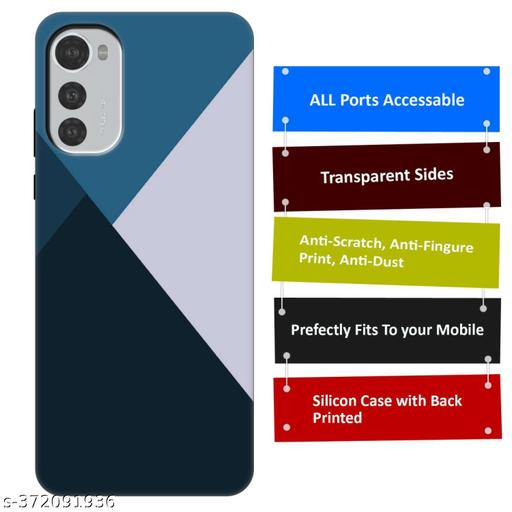 ALL Ports Accessable
Transparent Sides
Anti-Scratch, Anti-Fingure
Print, Anti-Dust
Prefectly Fits To your Mobile
Silicon Case with Back
Printed
s-372091936